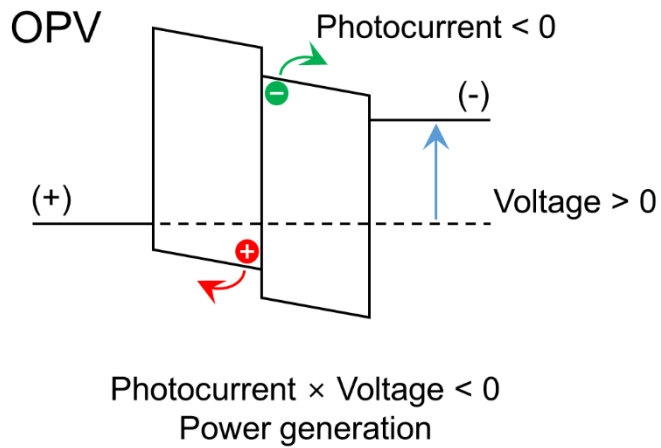 OPV
Photocurrent < 0
(-)
(+)
Voltage > 0
Photocurrent × Voltage < 0
Power generation